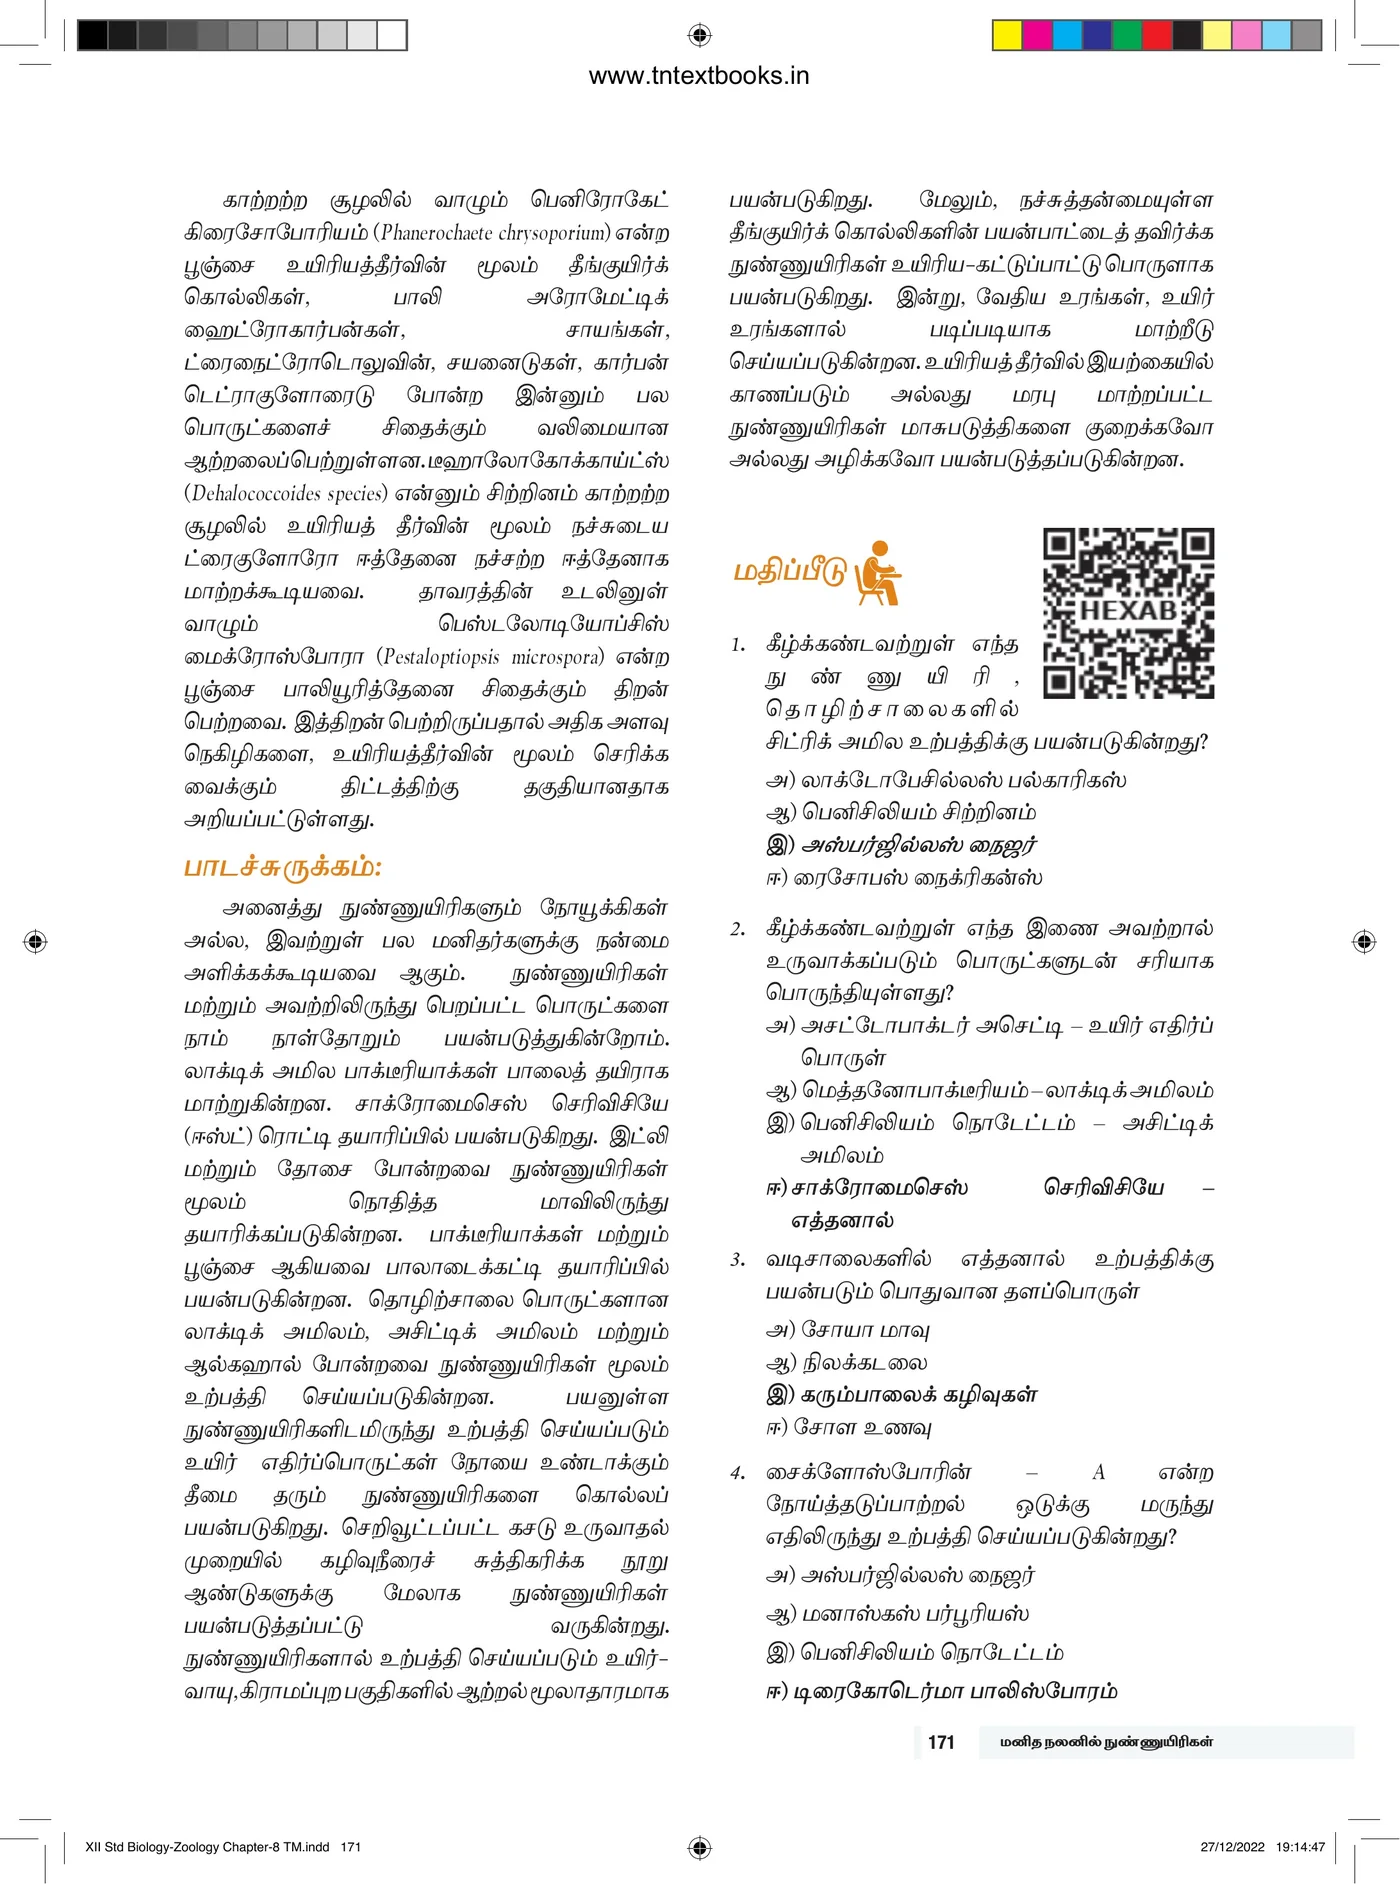 www.tntextbooks.in
காற்றற்ற சூழலில் வாழும் பெனிரோகேட்
கிரைசோபோரியம் (Phanerochaete chrysoporium) என்ற
பூஞ்சை உயிரியத்தீர்வின் மூலம் தீங்குயிர்க்
கொல்லிகள், பாலி அரோமேட்டிக்
ஹைட்ரோகார்பன்கள், சாயங்கள்,
ட்ரைநைட்ரோடொலுவின், சயனைடுகள், கார்பன்
டெட்ராகுளோரைடு போன்ற இன்னும் பல
பொருட்களைச் சிதைக்கும் வலிமையான
ஆற்றலைப்பெற்றுள்ளன. டீஹாலோகோக்காய்ட்ஸ்
(Dehalococcoides species) என்னும் சிற்றினம் காற்றற்ற
சூழலில் உயிரியத் தீர்வின் மூலம் நச்சுடைய
ட்ரைகுளோரோ ஈத்தேனை நச்சற்ற ஈத்தேனாக
மாற்றக்கூடியவை. தாவரத்தின் உடலினுள்
வாழும் பெஸ்டலோடியோப்சிஸ்
மைக்ரோஸ்போரா (Pestaloptiopsis microspora) என்ற
பூஞ்சை பாலியூரித்தேனை சிதைக்கும் திறன்
பெற்றவை. இத்திறன் பெற்றிருப்பதால் அதிக அளவு
நெகிழிகளை, உயிரியத்தீர்வின் மூலம் செரிக்க
வைக்கும் திட்டத்திற்கு தகுதியானதாக
அறியப்பட்டுள்ளது.
பாடச்சுருக்கம்:
அனைத்து நுண்ணுயிரிகளும் நோயூக்கிகள்
அல்ல, இவற்றுள் பல மனிதர்களுக்கு நன்மை
அளிக்கக்கூடியவை ஆகும். நுண்ணுயிரிகள்
மற்றும் அவற்றிலிருந்து பெறப்பட்ட பொருட்களை
நாம் நாள்தோறும் பயன்படுத்துகின்றோம்.
லாக்டிக் அமில பாக்டீரியாக்கள் பாலைத் தயிராக
மாற்றுகின்றன. சாக்ரோமைசெஸ் செரிவிசியே
(ஈஸ்ட்) ரொட்டி தயாரிப்பில் பயன்படுகிறது. இட்லி
மற்றும் தோசை போன்றவை நுண்ணுயிரிகள்
மூலம் நொதித்த மாவிலிருந்து
தயாரிக்கப்படுகின்றன. பாக்டீரியாக்கள் மற்றும்
பூஞ்சை ஆகியவை பாலாடைக்கட்டி தயாரிப்பில்
பயன்படுகின்றன. தொழிற்சாலை பொருட்களான
லாக்டிக் அமிலம், அசிட்டிக் அமிலம் மற்றும்
ஆல்கஹால் போன்றவை நுண்ணுயிரிகள் மூலம்
உற்பத்தி செய்யப்படுகின்றன. பயனுள்ள
நுண்ணுயிரிகளிடமிருந்து உற்பத்தி செய்யப்படும்
உயிர் எதிர்ப்பொருட்கள் நோயை உண்டாக்கும்
தீமை தரும் நுண்ணுயிரிகளை கொல்லப்
பயன்படுகிறது. செறிவூட்டப்பட்ட கசடு உருவாதல்
முறையில் கழிவுநீரைச் சுத்திகரிக்க நூறு
ஆண்டுகளுக்கு மேலாக நுண்ணுயிரிகள்
பயன்படுத்தப்பட்டு வருகின்றது.
நுண்ணுயிரிகளால் உற்பத்தி செய்யப்படும் உயிர்-
வாயு, கிராமப்புற பகுதிகளில் ஆற்றல் மூலாதாரமாக
பயன்படுகிறது. மேலும், நச்சுத்தன்மையுள்ள
தீங்குயிர்க் கொல்லிகளின் பயன்பாட்டைத் தவிர்க்க
நுண்ணுயிரிகள் உயிரிய-கட்டுப்பாட்டு பொருளாக
பயன்படுகிறது. இன்று, வேதிய உரங்கள், உயிர்
உரங்களால் படிப்படியாக மாற்றீடு
செய்யப்படுகின்றன. உயிரியத் தீர்வில் இயற்கையில்
காணப்படும் அல்லது மரபு மாற்றப்பட்ட
நுண்ணுயிரிகள் மாசுபடுத்திகளை குறைக்கவோ
அல்லது அழிக்கவோ பயன்படுத்தப்படுகின்றன.
மதிப்பீடு
HEXAB
1. கீழ்க்கண்டவற்றுள் எந்த
நுண்ணுயிரி,
தொழிற்சாலைகளில்
சிட்ரிக் அமில உற்பத்திக்கு பயன்படுகின்றது?
அ) லாக்டோபேசில்லஸ் பல்காரிகஸ்
ஆ) பெனிசிலியம் சிற்றினம்
இ) அஸ்பர்ஜில்லஸ் நைஜர்
ஈ) ரைசோபஸ் நைக்ரிகன்ஸ்
2. கீழ்க்கண்டவற்றுள் எந்த இணை அவற்றால்
உருவாக்கப்படும் பொருட்களுடன் சரியாக
பொருந்தியுள்ளது?
அ) அசட்டோபாக்டர் அசெட்டி – உயிர் எதிர்ப்
பொருள்
ஆ) மெத்தனோபாக்டீரியம் – லாக்டிக் அமிலம்
இ) பெனிசிலியம் நொடேட்டம் – அசிட்டிக்
அமிலம்
ஈ) சாக்ரோமைசெஸ் செரிவிசியே –
எத்தனால்
3. வடிசாலைகளில் எத்தனால் உற்பத்திக்கு
பயன்படும் பொதுவான தளப்பொருள்
அ) சோயா மாவு
ஆ) நிலக்கடலை
இ) கரும்பாலைக் கழிவுகள்
ஈ) சோள உணவு
4. சைக்ளோஸ்போரின் – A என்ற
நோய்த்தடுப்பாற்றல் ஒடுக்கு மருந்து
எதிலிருந்து உற்பத்தி செய்யப்படுகின்றது?
அ) அஸ்பர்ஜில்லஸ் நைஜர்
ஆ) மனாஸ்கஸ் பர்பூரியஸ்
இ) பெனிசிலியம் நொடேட்டம்
ஈ) டிரைகோடெர்மா பாலிஸ்போரம்
171 மனித நலனில் நுண்ணுயிரிகள்
XII Std Biology-Zoology Chapter-8 TM.indd 171
27/12/2022 19:14:47